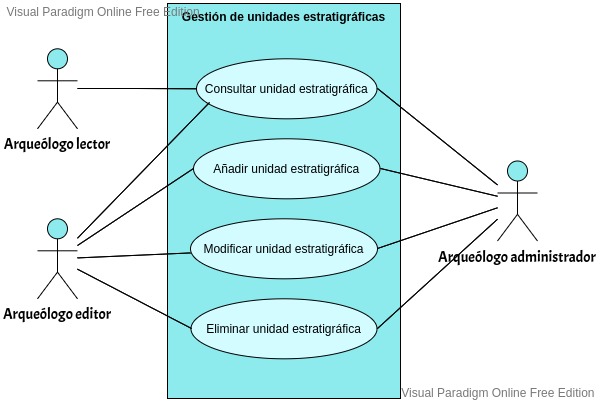 Visual Paradigm Online Free Edition
Gestión de unidades estratigráficas
Consultar unidad estratigráfica
Arqueólogo lector
Añadir unidad estratigráfica
Modificar unidad estratigráfica
Arqueólogo administrador
Arqueólogo editor
Eliminar unidad estratigráfica
Visual Paradigm Online Free Edition